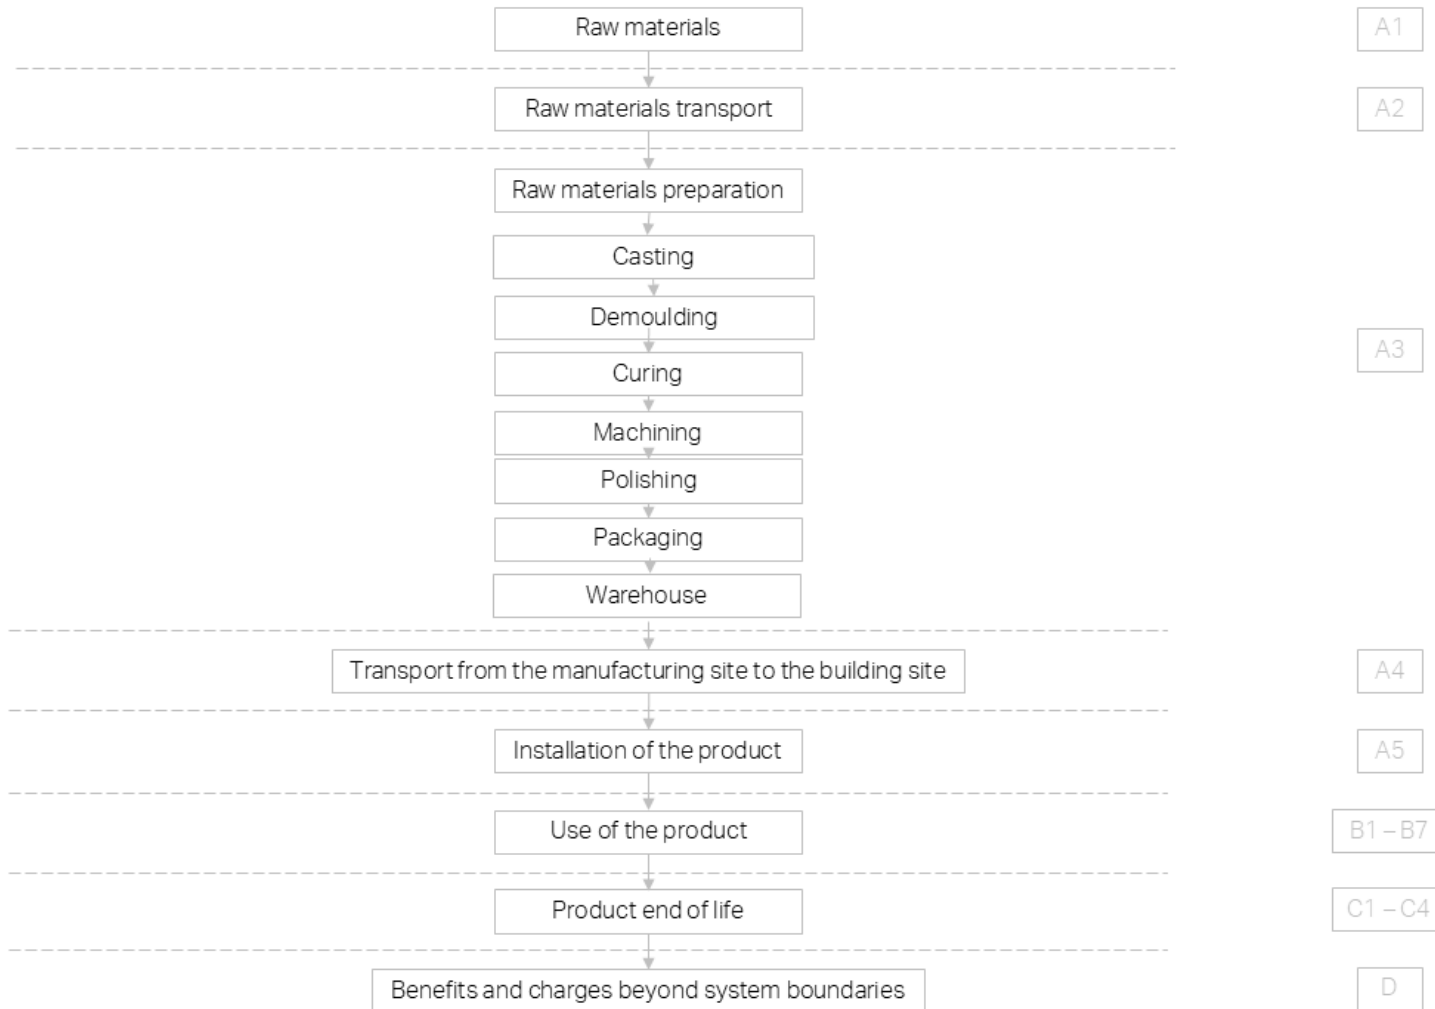 Raw materials
A1
Raw materials transport
A2
Raw materials preparation
Casting
Demoulding
A3
Curing
Machining
Polishing
Packaging
Warehouse
Transport from the manufacturing site to the building site
A4
Installation of the product
A5
Use of the product
B1 – B7
Product end of life
C1 – C4
Benefits and charges beyond system boundaries
D